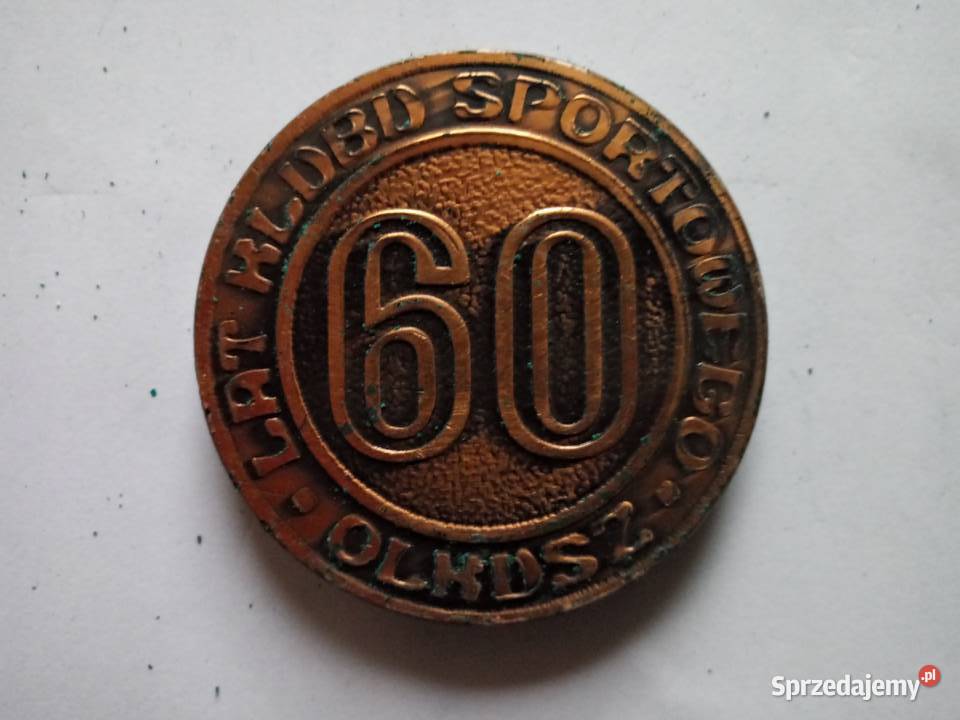 LAT KLUBU SPORTOWEGO
60
OLKUSZ
Sprzedajemy.pl